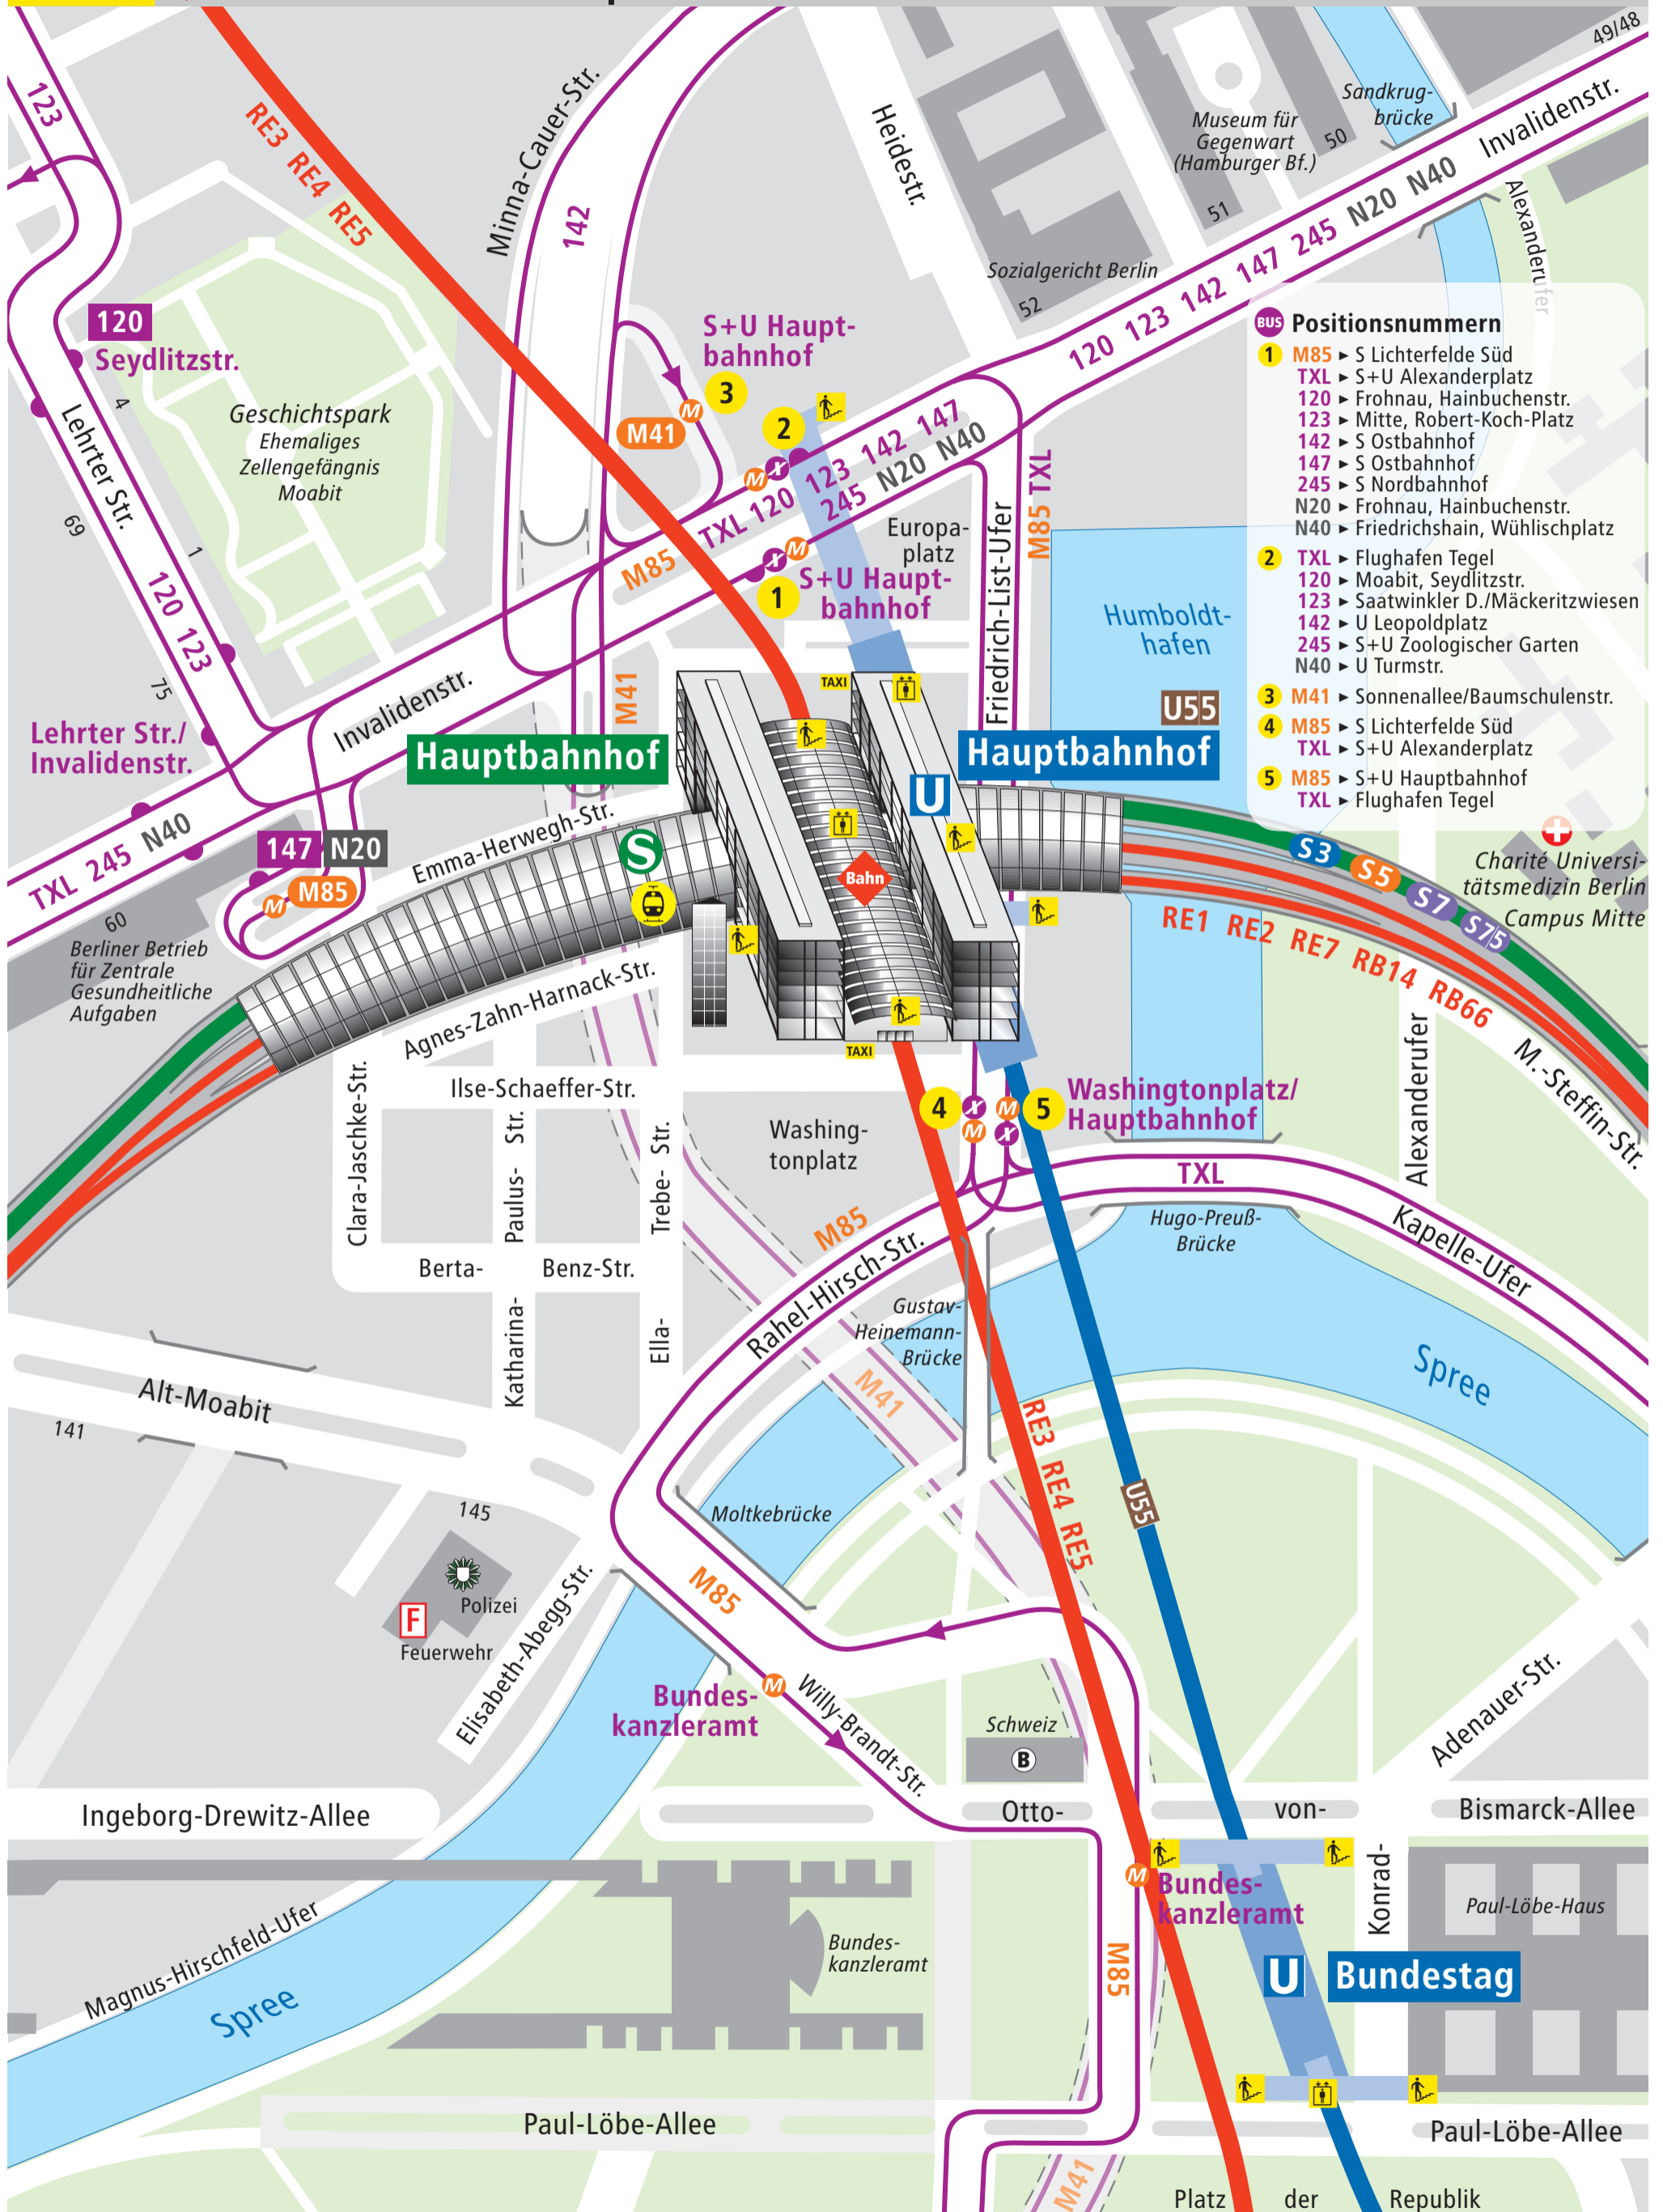 123
RE3 RE4 RE5
Minna-Cauer-Str.
142
Heidestr.
Museum für
Gegenwart
(Hamburger Bf.)
50
51
Sandkrug-
brücke
49/48
Invalidenstr.
Alexanderufer
Sozialgericht Berlin
52
120 123 142 147 245 N20 N40
120
Seydlitzstr.
4
Lehrter Str.
69
1
120 123
75
Geschichtspark
Ehemaliges
Zellengefängnis
Moabit
S+U Haupt-
bahnhof
3
M
M41
2
M X
TXL 120 123 142 147
245 N20 N40
M85
X M
1
S+U Haupt-
bahnhof
Europa-
platz
Friedrich-List-Ufer
M85 TXL
Humboldt-
hafen
U55
BUS Positionsnummern
1 M85 ▸ S Lichterfelde Süd
TXL ▸ S+U Alexanderplatz
120 ▸ Frohnau, Hainbuchenstr.
123 ▸ Mitte, Robert-Koch-Platz
142 ▸ S Ostbahnhof
147 ▸ S Ostbahnhof
245 ▸ S Nordbahnhof
N20 ▸ Frohnau, Hainbuchenstr.
N40 ▸ Friedrichshain, Wühlischplatz
2 TXL ▸ Flughafen Tegel
120 ▸ Moabit, Seydlitzstr.
123 ▸ Saatwinkler D./Mäckeritzwiesen
142 ▸ U Leopoldplatz
245 ▸ S+U Zoologischer Garten
N40 ▸ U Turmstr.
3 M41 ▸ Sonnenallee/Baumschulenstr.
4 M85 ▸ S Lichterfelde Süd
TXL ▸ S+U Alexanderplatz
5 M85 ▸ S+U Hauptbahnhof
TXL ▸ Flughafen Tegel
Lehrter Str./
Invalidenstr.
Invalidenstr.
M41
TAXI
Hauptbahnhof
Hauptbahnhof
U
S
Bahn
TXL 245 N40
147 N20
M M85
60
Berliner Betrieb
für Zentrale
Gesundheitliche
Aufgaben
Emma-Herwegh-Str.
Agnes-Zahn-Harnack-Str.
S3 S5 S7 S75
Charité Universi-
tätsmedizin Berlin
Campus Mitte
RE1 RE2 RE7 RB14 RB66
M.-Steffin-Str.
Alexanderufer
TAXI
Clara-Jaschke-Str.
Ilse-Schaeffer-Str.
Katharina- Paulus- Str.
Ella- Trebe- Str.
Berta- Benz-Str.
Washing-
tonplatz
4 X M
M X 5
Washingtonplatz/
Hauptbahnhof
TXL
M85
Rahel-Hirsch-Str.
Hugo-Preuß-
Brücke
Kapelle-Ufer
Gustav-
Heinemann-
Brücke
M41
Spree
RE3 RE4 RE5
U55
Alt-Moabit
141
145
Polizei
F
Feuerwehr
Elisabeth-Abegg-Str.
Moltkebrücke
M85
M
Bundes-
kanzleramt
Willy-Brandt-Str.
Schweiz
B
Adenauer-Str.
Konrad-
Ingeborg-Drewitz-Allee
Otto- von- Bismarck-Allee
M
Bundes-
kanzleramt
Magnus-Hirschfeld-Ufer
Spree
Bundes-
kanzleramt
M85
Paul-Löbe-Haus
U Bundestag
Paul-Löbe-Allee
Paul-Löbe-Allee
M41
Platz der Republik